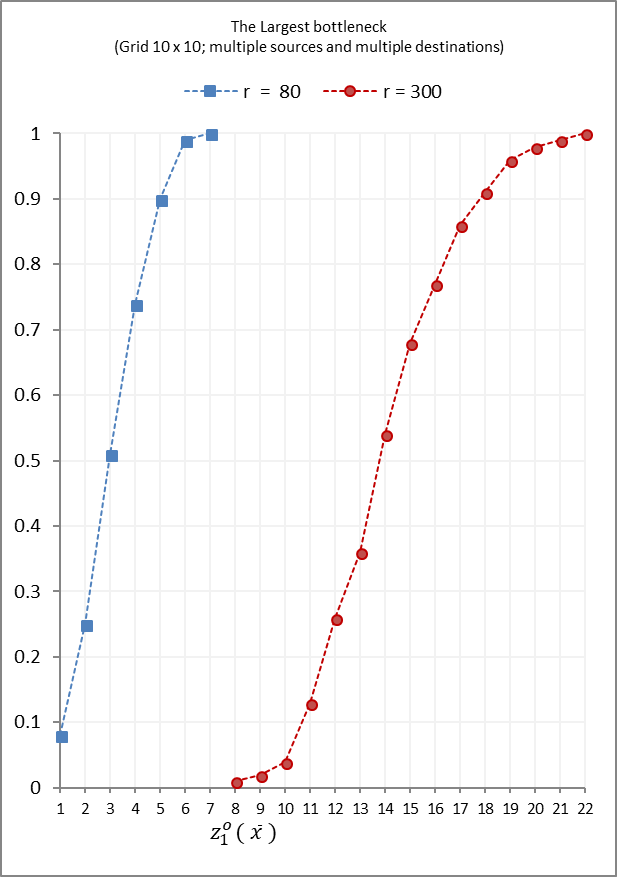 The Largest bottleneck
(Grid 10 x 10; multiple sources and multiple destinations)
r = 80 r = 300
1
0.9
0.8
0.7
0.6
0.5
0.4
0.3
0.2
0.1
0
1 2 3 4 5 6 7 8 9 10 11 12 13 14 15 16 17 18 19 20 21 22
z₁ᵒ ( x̄ )